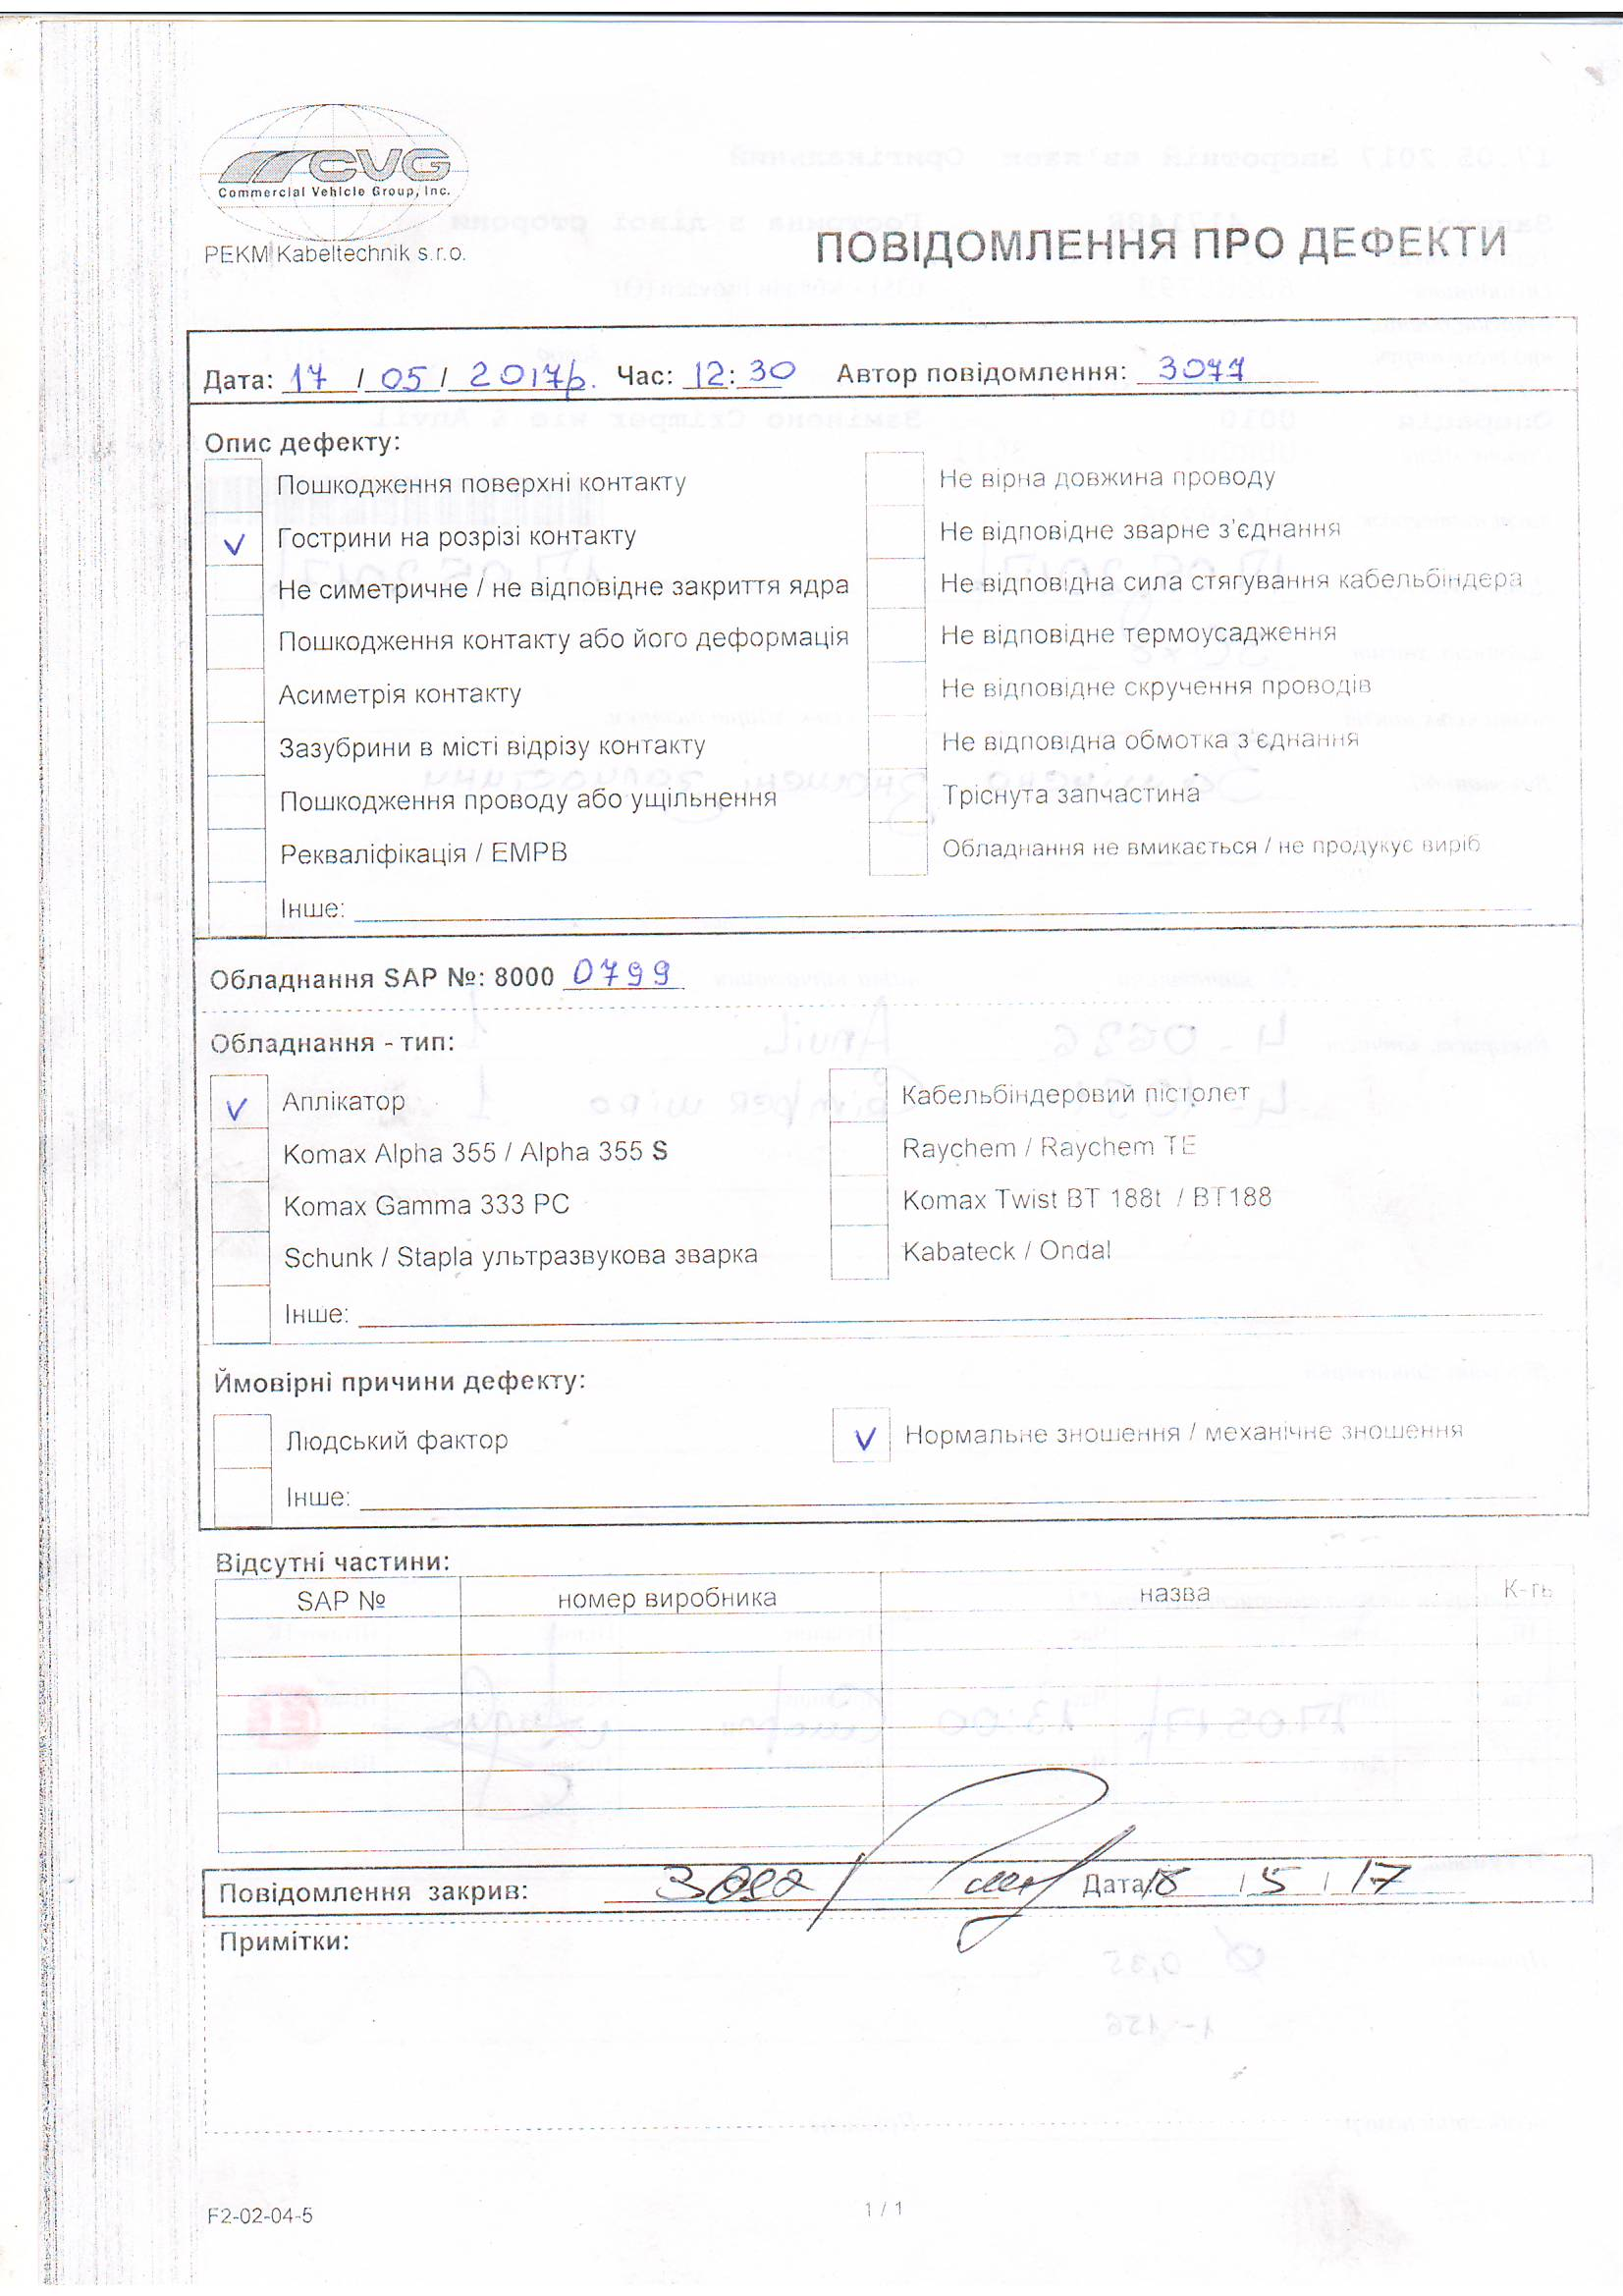 CVG
Commercial Vehicle Group, Inc.
PEKM Kabeltechnik s.r.o.
ПОВІДОМЛЕННЯ ПРО ДЕФЕКТИ
Дата: 17 / 05 / 2017р. Час: 12:30 Автор повідомлення: 3077
Опис дефекту:
Пошкодження поверхні контакту
V Гострини на розрізі контакту
Не симетричне / не відповідне закриття ядра
Пошкодження контакту або його деформація
Асиметрія контакту
Зазубрини в місті відрізу контакту
Пошкодження проводу або ущільнення
Рекваліфікація / EMPB
Інше:
Не вірна довжина проводу
Не відповідне зварне з'єднання
Не відповідна сила стягування кабельбіндера
Не відповідне термоусадження
Не відповідне скручення проводів
Не відповідна обмотка з'єднання
Тріснута запчастина
Обладнання не вмикається / не продукує виріб
Обладнання SAP №: 8000 0799
Обладнання - тип:
V Аплікатор
Komax Alpha 355 / Alpha 355 S
Komax Gamma 333 PC
Schunk / Stapla ультразвукова зварка
Інше:
Кабельбіндеровий пістолет
Raychem / Raychem TE
Komax Twist BT 188t / BT188
Kabateck / Ondal
Ймовірні причини дефекту:
Людський фактор
V Нормальне зношення / механічне зношення
Інше:
Відсутні частини:
SAP № номер виробника назва К-ть
Повідомлення закрив: Дата 18 / 5 / 17
Примітки:
F2-02-04-5
1 / 1